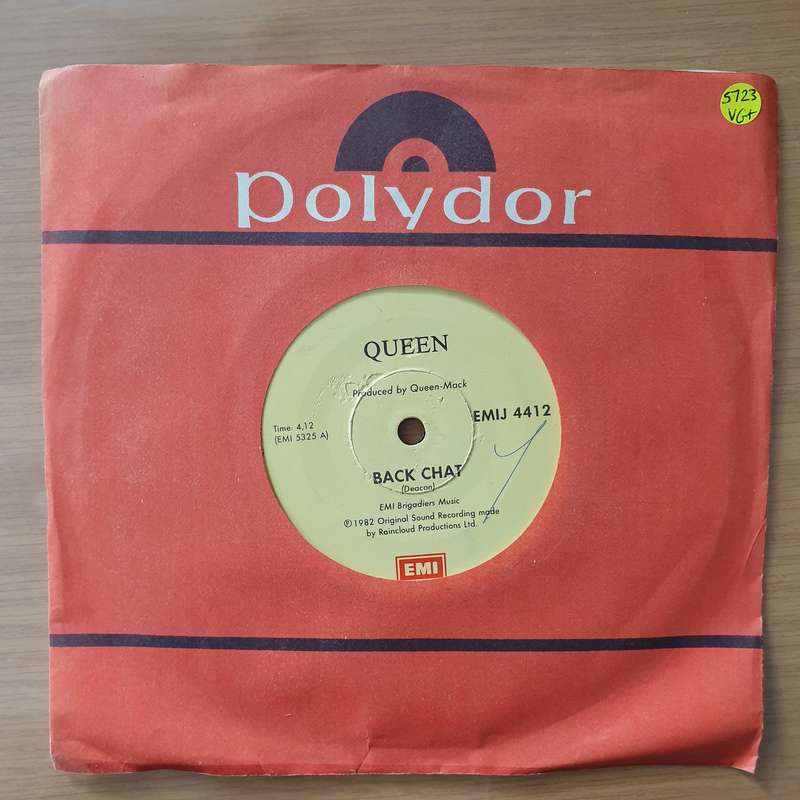 5723
VG+
polydor
QUEEN
Produced by Queen-Mack
Time: 4,12
(EMI 5325 A)
EMIJ 4412
BACK CHAT
(Deacon)
EMI Brigadiers Music
℗1982 Original Sound Recording made
by Raincloud Productions Ltd.
EMI